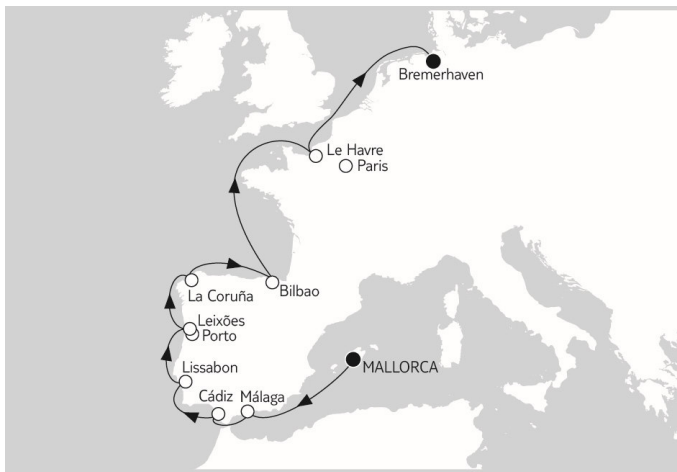 Bremerhaven
Le Havre
Paris
La Coruña
Bilbao
Leixões
Porto
MALLORCA
Lissabon
Cádiz
Málaga